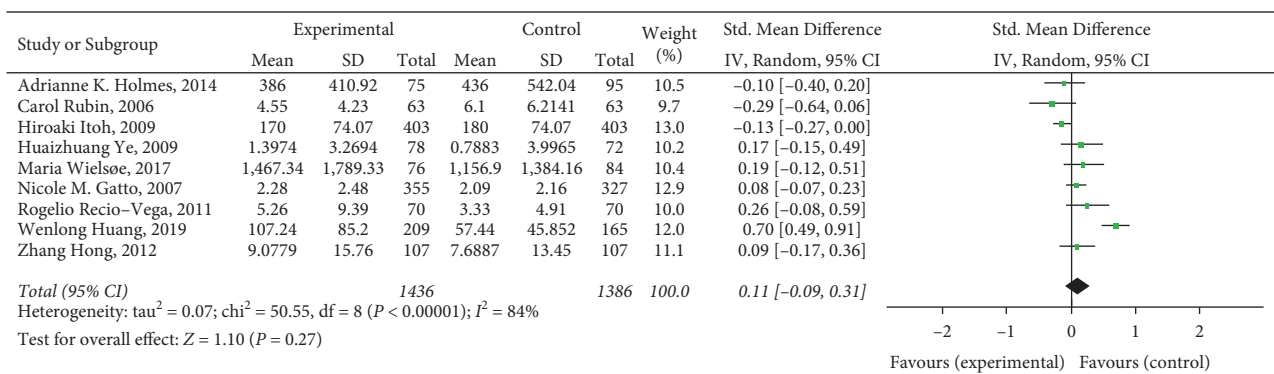 Study or Subgroup Experimental Control Weight (%) Std. Mean Difference Std. Mean Difference
Mean SD Total Mean SD Total IV, Random, 95% CI IV, Random, 95% CI
Adrianne K. Holmes, 2014 386 410.92 75 436 542.04 95 10.5 −0.10 [−0.40, 0.20]
Carol Rubin, 2006 4.55 4.23 63 6.1 6.2141 63 9.7 −0.29 [−0.64, 0.06]
Hiroaki Itoh, 2009 170 74.07 403 180 74.07 403 13.0 −0.13 [−0.27, 0.00]
Huaizhuang Ye, 2009 1.3974 3.2694 78 0.7883 3.9965 72 10.2 0.17 [−0.15, 0.49]
Maria Wielsøe, 2017 1,467.34 1,789.33 76 1,156.9 1,384.16 84 10.4 0.19 [−0.12, 0.51]
Nicole M. Gatto, 2007 2.28 2.48 355 2.09 2.16 327 12.9 0.08 [−0.07, 0.23]
Rogelio Recio–Vega, 2011 5.26 9.39 70 3.33 4.91 70 10.0 0.26 [−0.08, 0.59]
Wenlong Huang, 2019 107.24 85.2 209 57.44 45.852 165 12.0 0.70 [0.49, 0.91]
Zhang Hong, 2012 9.0779 15.76 107 7.6887 13.45 107 11.1 0.09 [−0.17, 0.36]
Total (95% CI) 1436 1386 100.0 0.11 [−0.09, 0.31]
Heterogeneity: tau² = 0.07; chi² = 50.55, df = 8 (P < 0.00001); I² = 84%
Test for overall effect: Z = 1.10 (P = 0.27)
−2 −1 0 1 2
Favours (experimental) Favours (control)